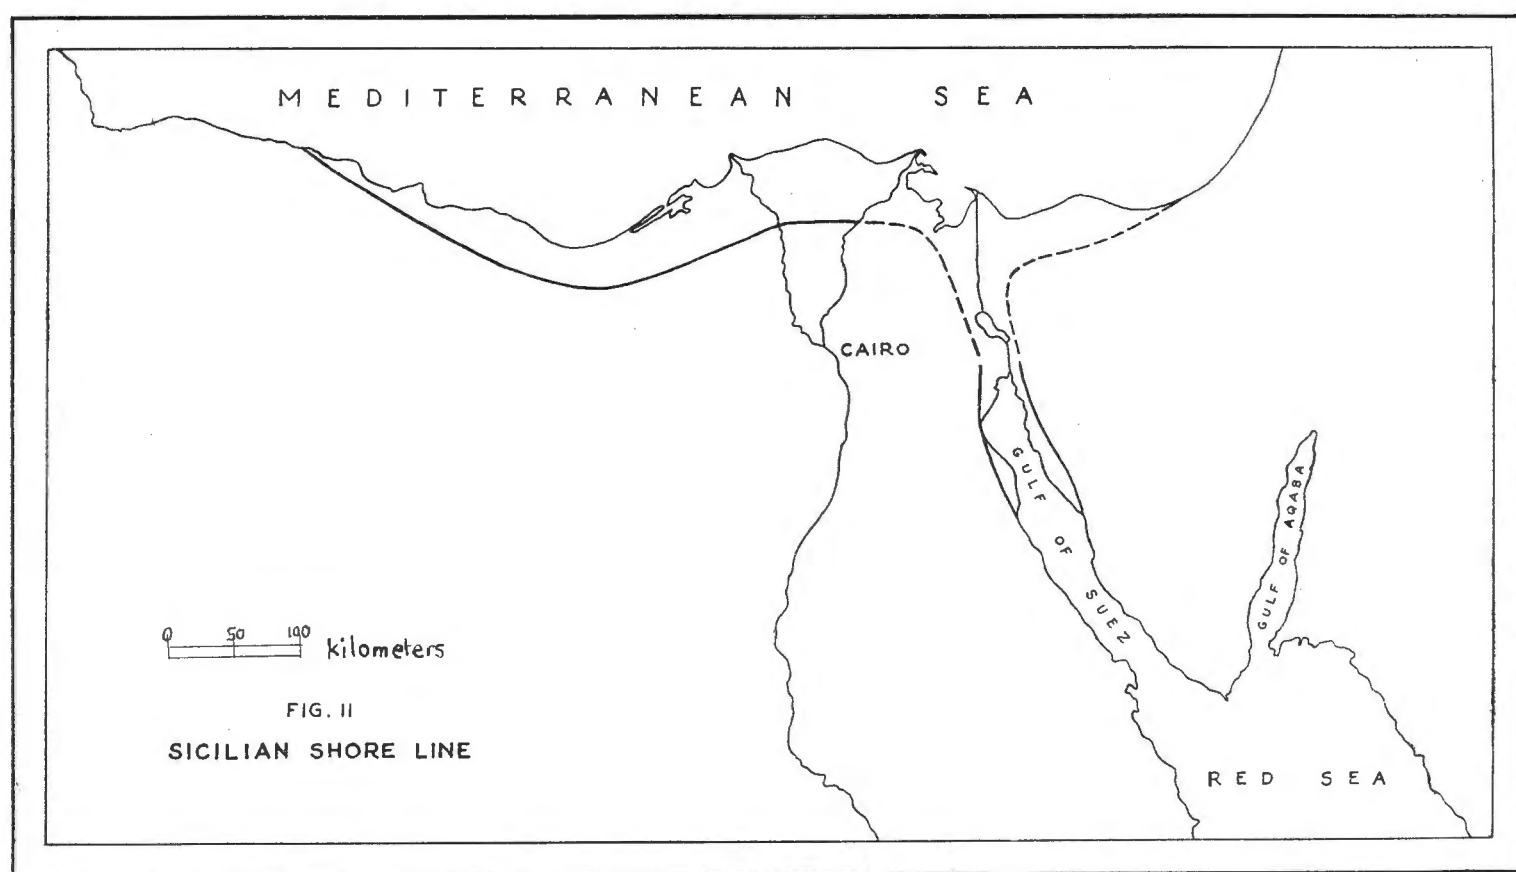 MEDITERRANEAN SEA
CAIRO
GULF OF SUEZ
GULF OF AQABA
0 50 100
kilometers
FIG. 11
SICILIAN SHORE LINE
RED SEA